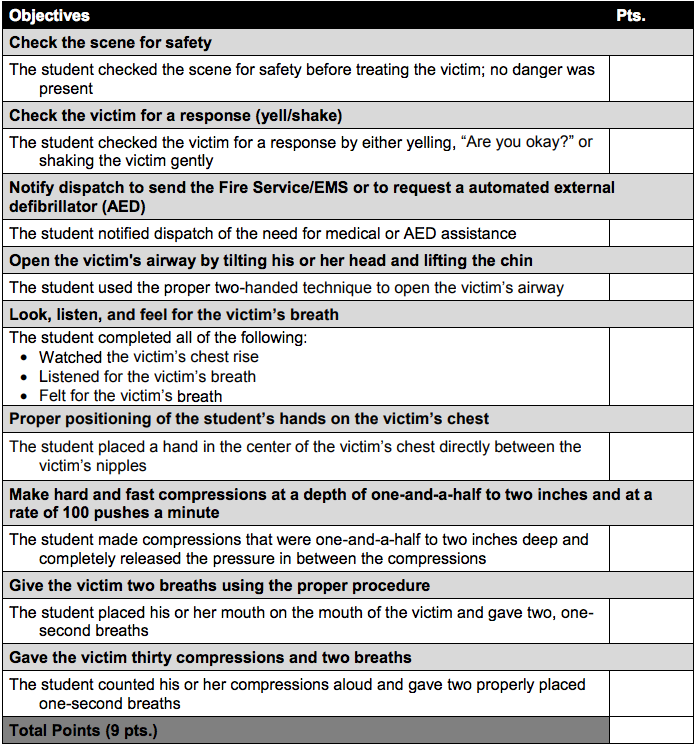 Objectives Pts.
Check the scene for safety
The student checked the scene for safety before treating the victim; no danger was
present
Check the victim for a response (yell/shake)
The student checked the victim for a response by either yelling, “Are you okay?” or
shaking the victim gently
Notify dispatch to send the Fire Service/EMS or to request a automated external
defibrillator (AED)
The student notified dispatch of the need for medical or AED assistance
Open the victim's airway by tilting his or her head and lifting the chin
The student used the proper two-handed technique to open the victim’s airway
Look, listen, and feel for the victim’s breath
The student completed all of the following:
• Watched the victim’s chest rise
• Listened for the victim’s breath
• Felt for the victim’s breath
Proper positioning of the student’s hands on the victim’s chest
The student placed a hand in the center of the victim’s chest directly between the
victim’s nipples
Make hard and fast compressions at a depth of one-and-a-half to two inches and at a
rate of 100 pushes a minute
The student made compressions that were one-and-a-half to two inches deep and
completely released the pressure in between the compressions
Give the victim two breaths using the proper procedure
The student placed his or her mouth on the mouth of the victim and gave two, one-
second breaths
Gave the victim thirty compressions and two breaths
The student counted his or her compressions aloud and gave two properly placed
one-second breaths
Total Points (9 pts.)